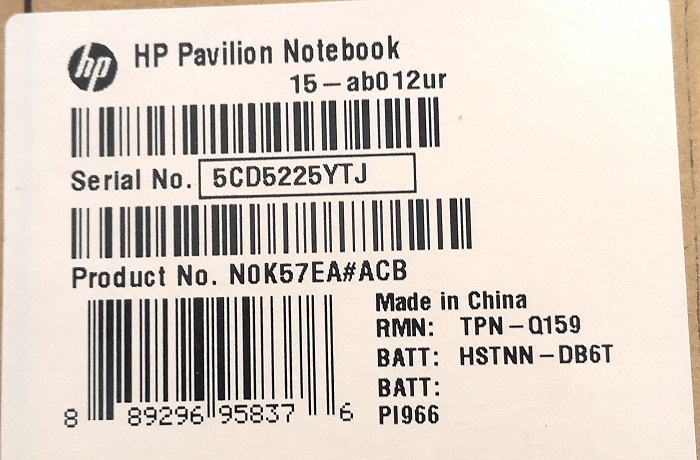 hp
HP Pavilion Notebook
15-ab012ur
Serial No. 5CD5225YTJ
Product No. N0K57EA#ACB
Made in China
RMN: TPN-Q159
BATT: HSTNN-DB6T
BATT:
PI966
8 89296 95837 6